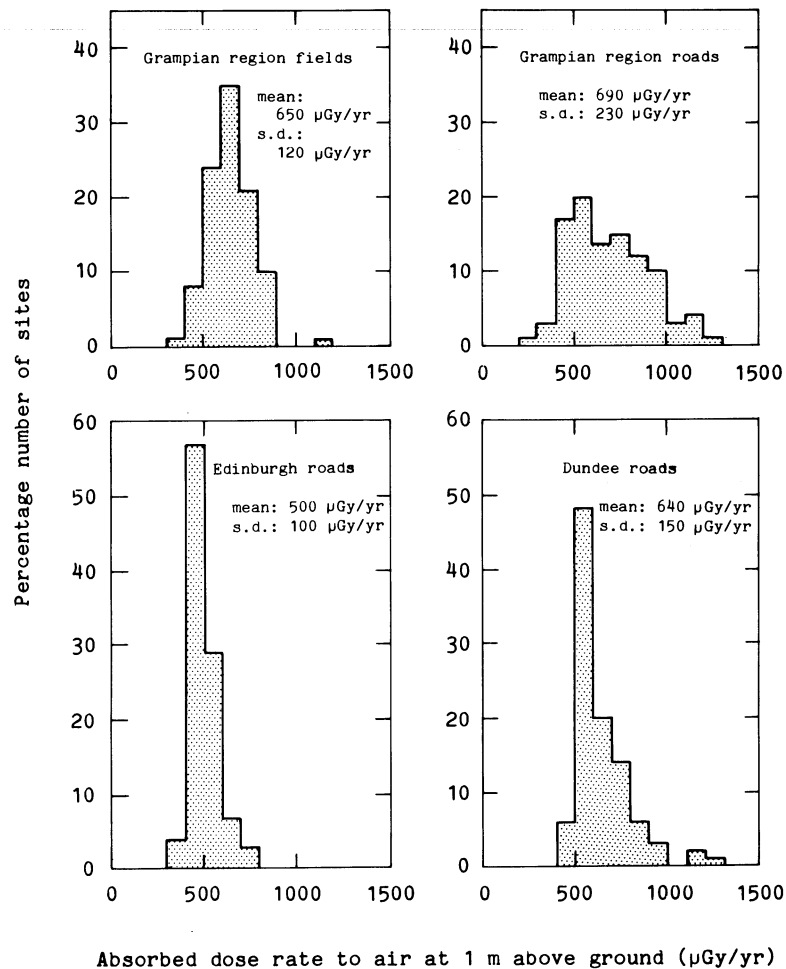 Grampian region fields
mean:
650 µGy/yr
s.d.:
120 µGy/yr
40
30
20
10
0
0 500 1000 1500
Grampian region roads
mean: 690 µGy/yr
s.d.: 230 µGy/yr
40
30
20
10
0
0 500 1000 1500
Percentage number of sites
Edinburgh roads
mean: 500 µGy/yr
s.d.: 100 µGy/yr
60
50
40
30
20
10
0
0 500 1000 1500
Dundee roads
mean: 640 µGy/yr
s.d.: 150 µGy/yr
60
50
40
30
20
10
0
0 500 1000 1500
Absorbed dose rate to air at 1 m above ground (µGy/yr)